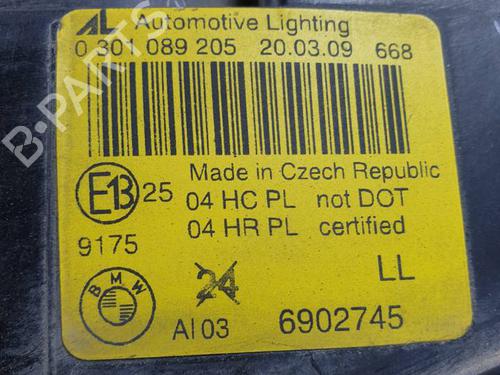 AL Automotive Lighting
0 301 089 205 20.03.09 668
Made in Czech Republic
E13 25 04 HC PL not DOT
9175 04 HR PL certified
BMW 24 LL
Al 03 6902745
B-PARTS